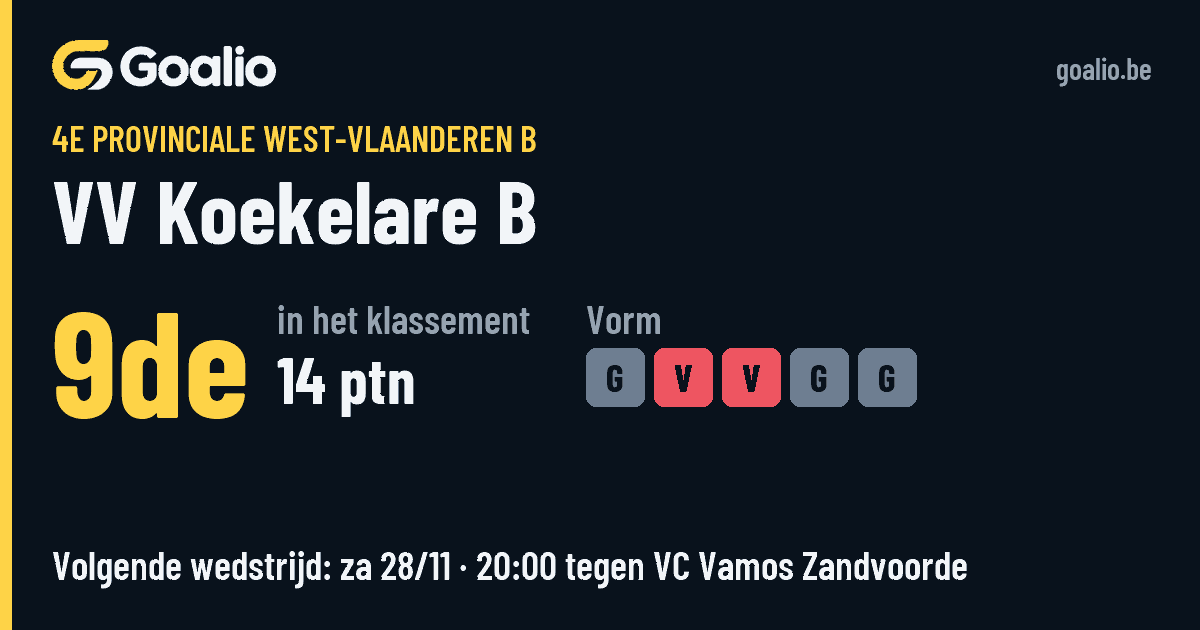 Goalio
goalio.be
4E PROVINCIALE WEST-VLAANDEREN B
VV Koekelare B
9de
in het klassement
14 ptn
Vorm
G V V G G
Volgende wedstrijd: za 28/11 · 20:00 tegen VC Vamos Zandvoorde